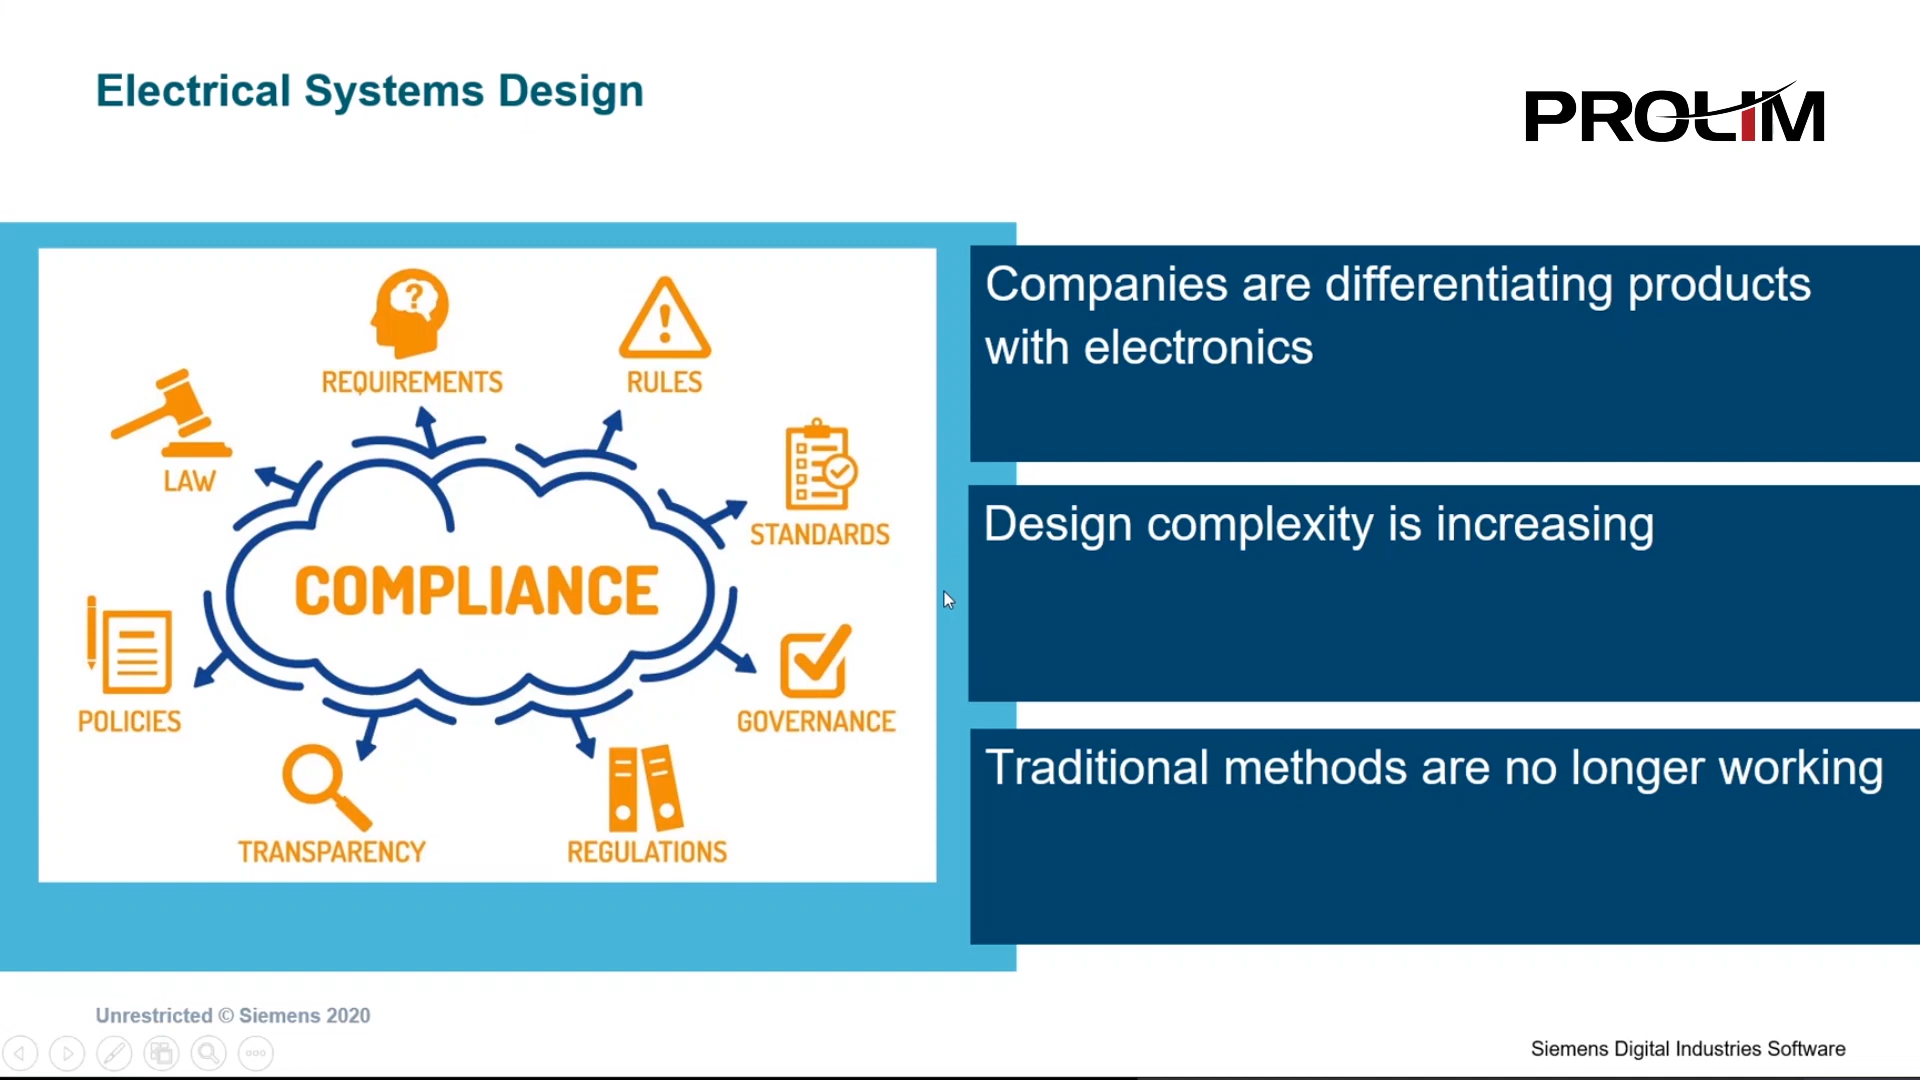 Electrical Systems Design
PROLIM
REQUIREMENTS
RULES
LAW
STANDARDS
COMPLIANCE
POLICIES
GOVERNANCE
TRANSPARENCY
REGULATIONS
Companies are differentiating products
with electronics
Design complexity is increasing
Traditional methods are no longer working
Unrestricted © Siemens 2020
Siemens Digital Industries Software